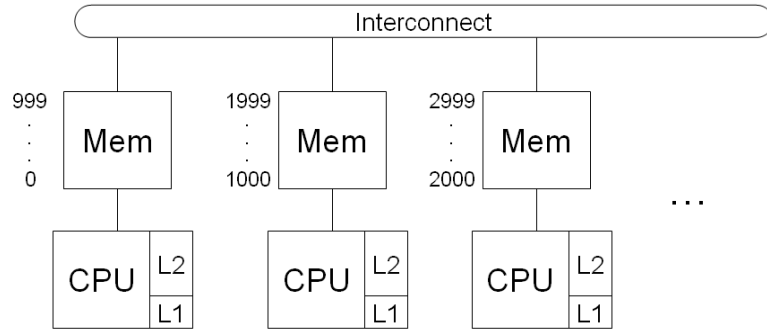 Interconnect
999 1999 2999
. . .
. Mem . Mem . Mem
. . .
0 1000 2000
...
CPU L2 CPU L2 CPU L2
L1 L1 L1